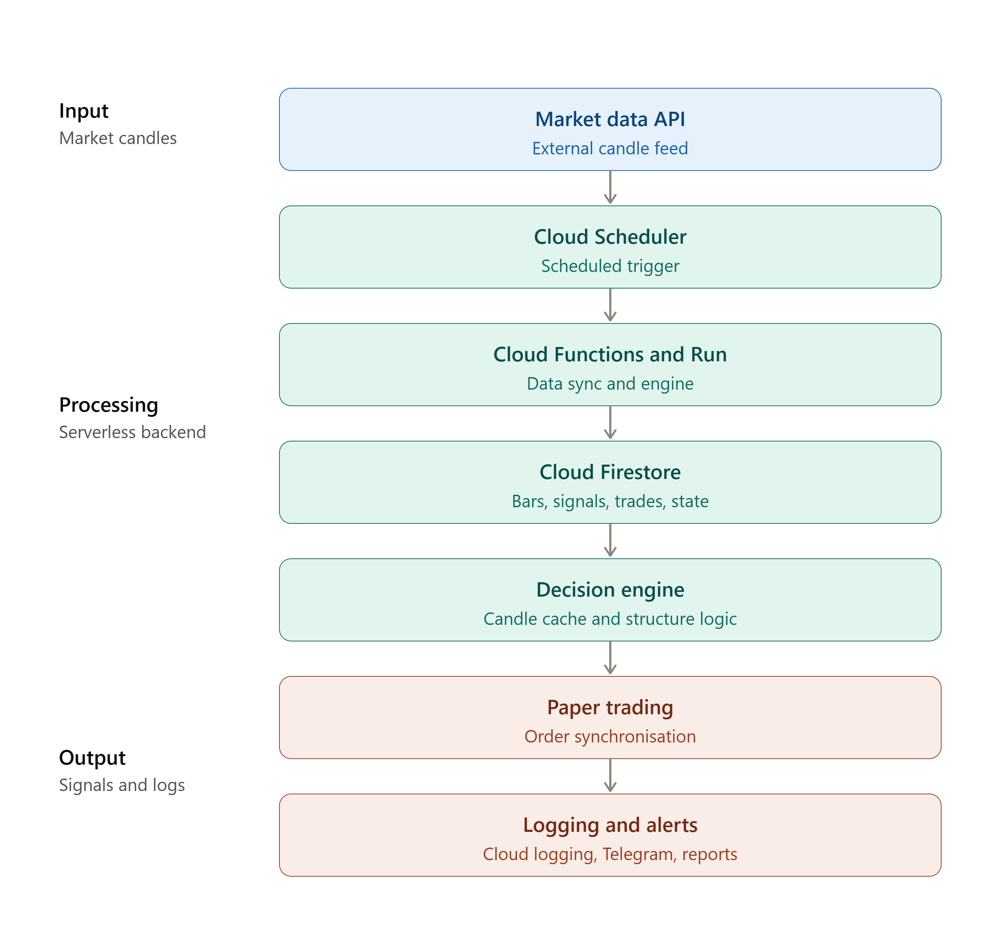 Input
Market candles
Market data API
External candle feed
Cloud Scheduler
Scheduled trigger
Cloud Functions and Run
Data sync and engine
Processing
Serverless backend
Cloud Firestore
Bars, signals, trades, state
Decision engine
Candle cache and structure logic
Paper trading
Order synchronisation
Output
Signals and logs
Logging and alerts
Cloud logging, Telegram, reports